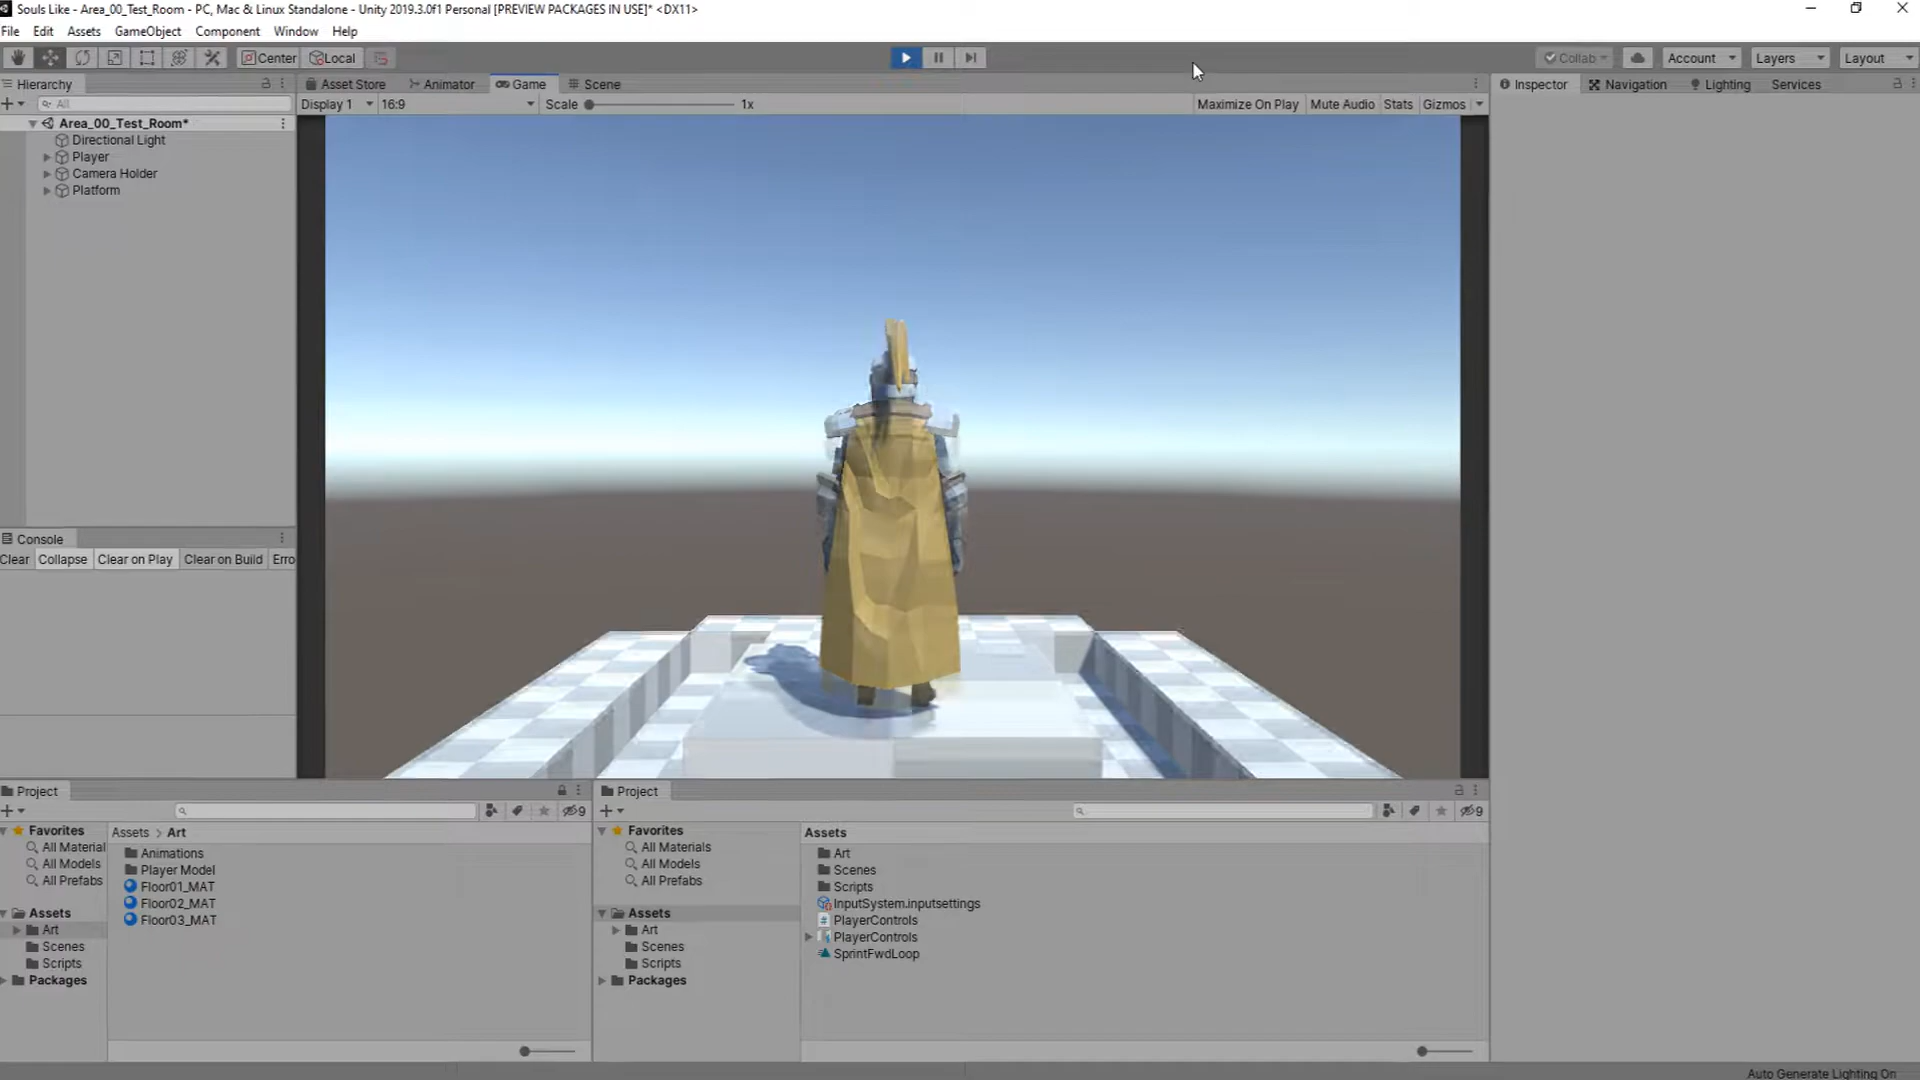 Souls Like - Area_00_Test_Room - PC, Mac & Linux Standalone - Unity 2019.3.0f1 Personal [PREVIEW PACKAGES IN USE]* <DX11>
File Edit Assets GameObject Component Window Help
Center Local Collab Account Layers Layout
Hierarchy Asset Store Animator Game Scene Inspector Navigation Lighting Services
All Display 1 16:9 Scale 1x Maximize On Play Mute Audio Stats Gizmos
Area_00_Test_Room*
Directional Light
Player
Camera Holder
Platform
Console
Clear Collapse Clear on Play Clear on Build Erro
Project
9
Favorites
All Material
All Models
All Prefabs
Assets
Art
Scenes
Scripts
Packages
Assets > Art
Animations
Player Model
Floor01_MAT
Floor02_MAT
Floor03_MAT
Project
9
Favorites
All Materials
All Models
All Prefabs
Assets
Art
Scenes
Scripts
Packages
Assets
Art
Scenes
Scripts
InputSystem.inputsettings
PlayerControls
PlayerControls
SprintFwdLoop
Auto Generate Lighting On